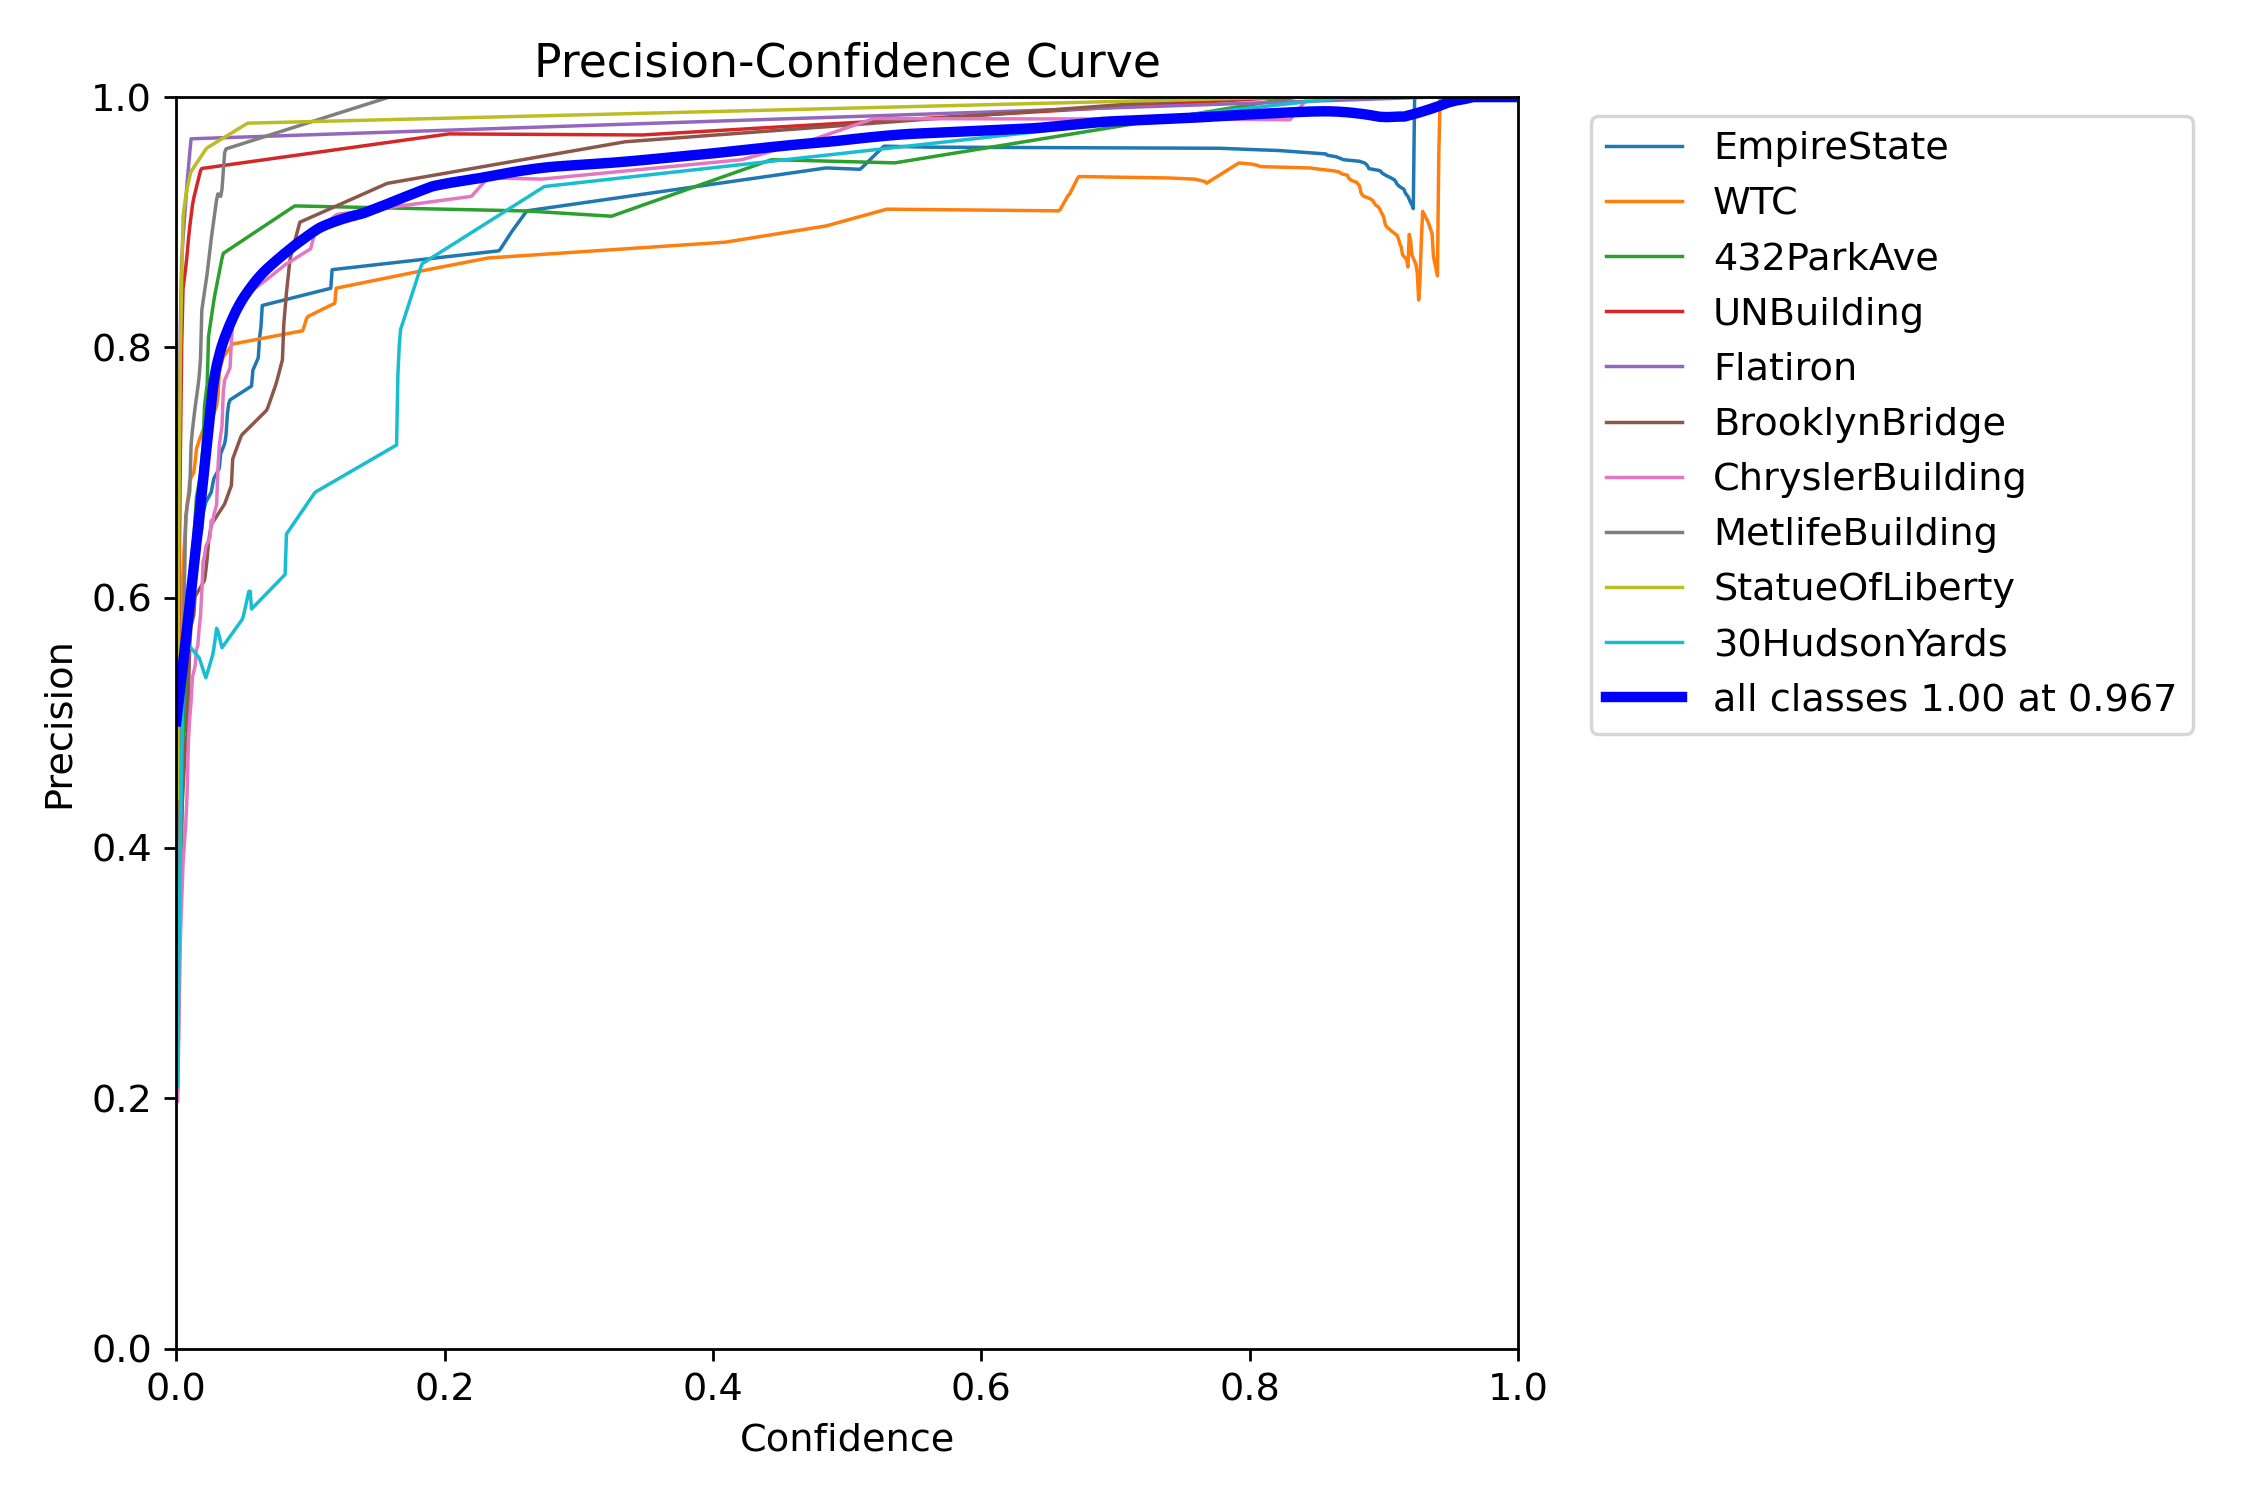 Precision-Confidence Curve
1.0
0.8
0.6
0.4
0.2
0.0
Precision
0.0 0.2 0.4 0.6 0.8 1.0
Confidence
EmpireState
WTC
432ParkAve
UNBuilding
Flatiron
BrooklynBridge
ChryslerBuilding
MetlifeBuilding
StatueOfLiberty
30HudsonYards
all classes 1.00 at 0.967